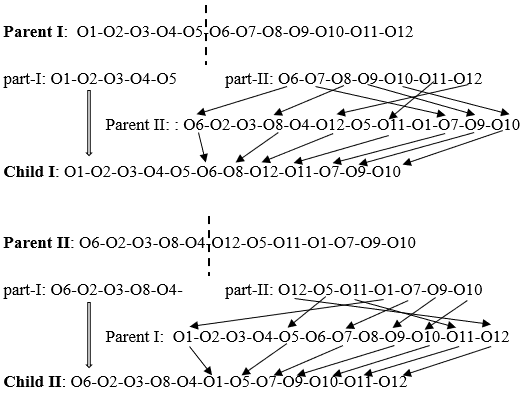 Parent I: O1-O2-O3-O4-O5-O6-O7-O8-O9-O10-O11-O12
part-I: O1-O2-O3-O4-O5 part-II: O6-O7-O8-O9-O10-O11-O12
Parent II: : O6-O2-O3-O8-O4-O12-O5-O11-O1-O7-O9-O10
Child I: O1-O2-O3-O4-O5-O6-O8-O12-O11-O7-O9-O10
Parent II: O6-O2-O3-O8-O4-O12-O5-O11-O1-O7-O9-O10
part-I: O6-O2-O3-O8-O4- part-II: O12-O5-O11-O1-O7-O9-O10
Parent I: O1-O2-O3-O4-O5-O6-O7-O8-O9-O10-O11-O12
Child II: O6-O2-O3-O8-O4-O1-O5-O7-O9-O10-O11-O12